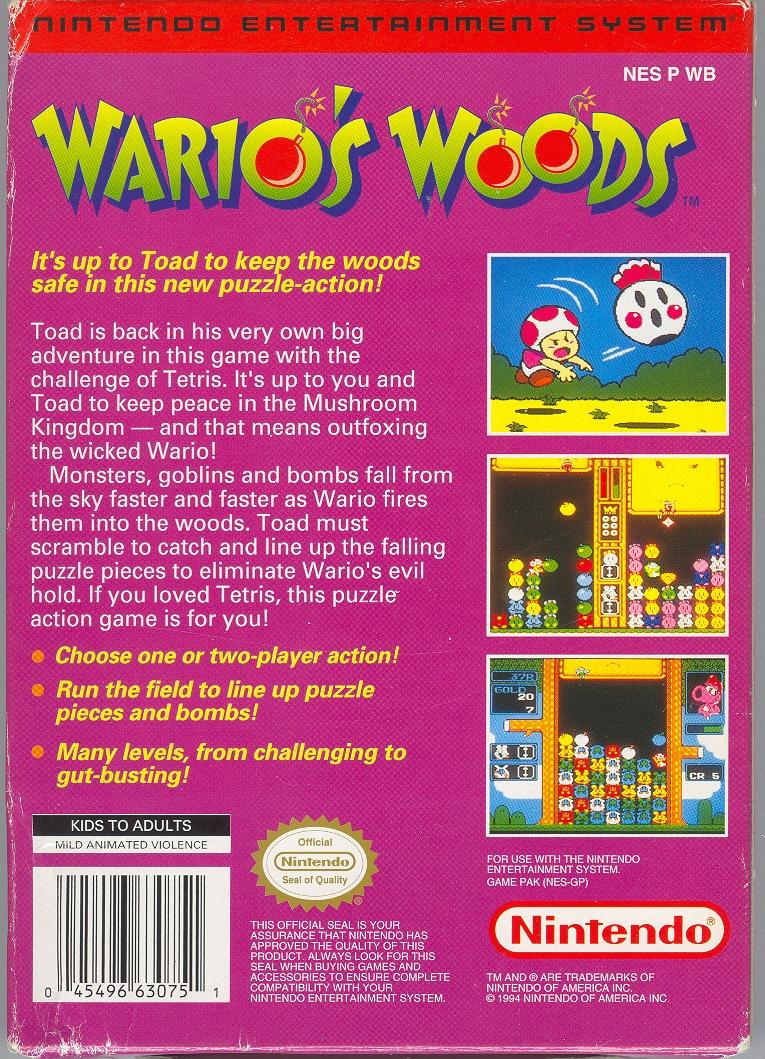 NINTENDO ENTERTAINMENT SYSTEM®
NES P WB
WARIO'S WOODS™
It's up to Toad to keep the woods
safe in this new puzzle-action!
Toad is back in his very own big
adventure in this game with the
challenge of Tetris. It's up to you and
Toad to keep peace in the Mushroom
Kingdom — and that means outfoxing
the wicked Wario!
Monsters, goblins and bombs fall from
the sky faster and faster as Wario fires
them into the woods. Toad must
scramble to catch and line up the falling
puzzle pieces to eliminate Wario's evil
hold. If you loved Tetris, this puzzle
action game is for you!
Choose one or two-player action!
Run the field to line up puzzle
pieces and bombs!
Many levels, from challenging to
gut-busting!
37R
GOLD
20
7
CR 5
KIDS TO ADULTS
MILD ANIMATED VIOLENCE
0 45496 63075 1
Official
Nintendo
Seal of Quality
®
THIS OFFICIAL SEAL IS YOUR
ASSURANCE THAT NINTENDO HAS
APPROVED THE QUALITY OF THIS
PRODUCT. ALWAYS LOOK FOR THIS
SEAL WHEN BUYING GAMES AND
ACCESSORIES TO ENSURE COMPLETE
COMPATIBILITY WITH YOUR
NINTENDO ENTERTAINMENT SYSTEM.
FOR USE WITH THE NINTENDO
ENTERTAINMENT SYSTEM.
GAME PAK (NES-GP)
Nintendo®
TM AND ® ARE TRADEMARKS OF
NINTENDO OF AMERICA INC.
© 1994 NINTENDO OF AMERICA INC.